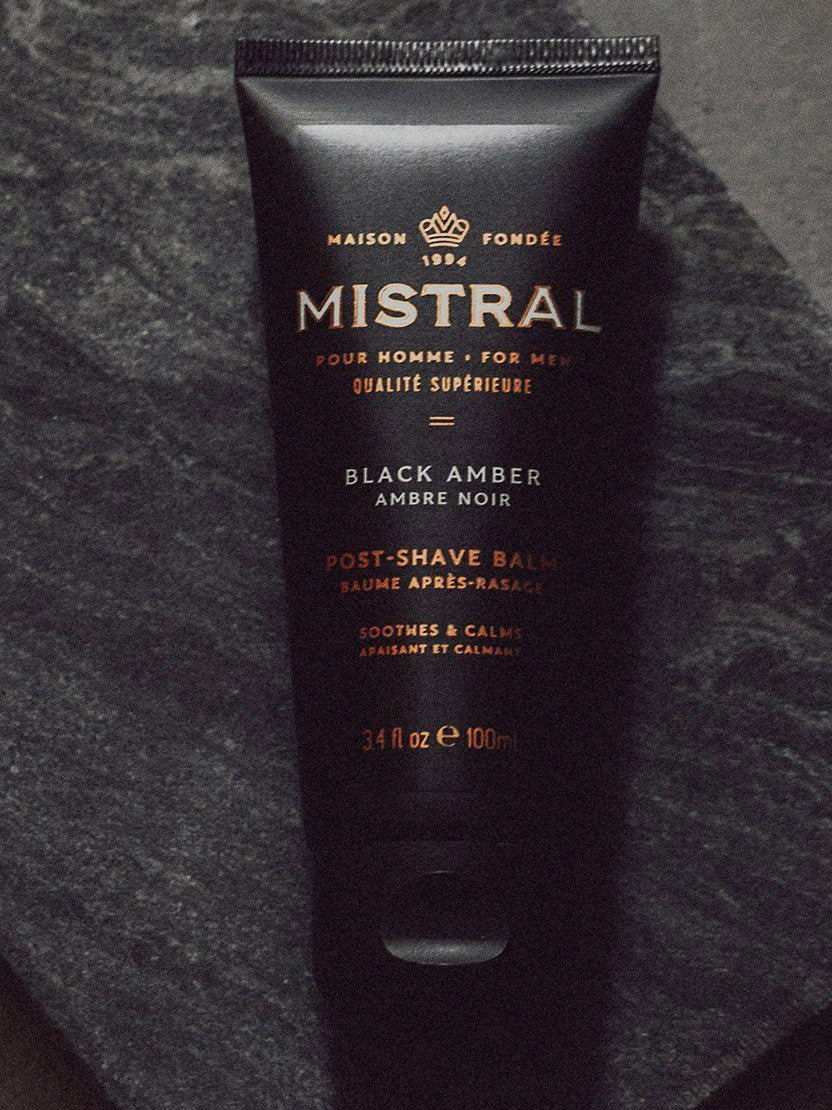 MAISON FONDÉE
1994
MISTRAL
POUR HOMME • FOR MEN
QUALITÉ SUPÉRIEURE
BLACK AMBER
AMBRE NOIR
POST-SHAVE BALM
BAUME APRÈS-RASAGE
SOOTHES & CALMS
APAISANT ET CALMANT
3.4 fl oz ℮ 100ml